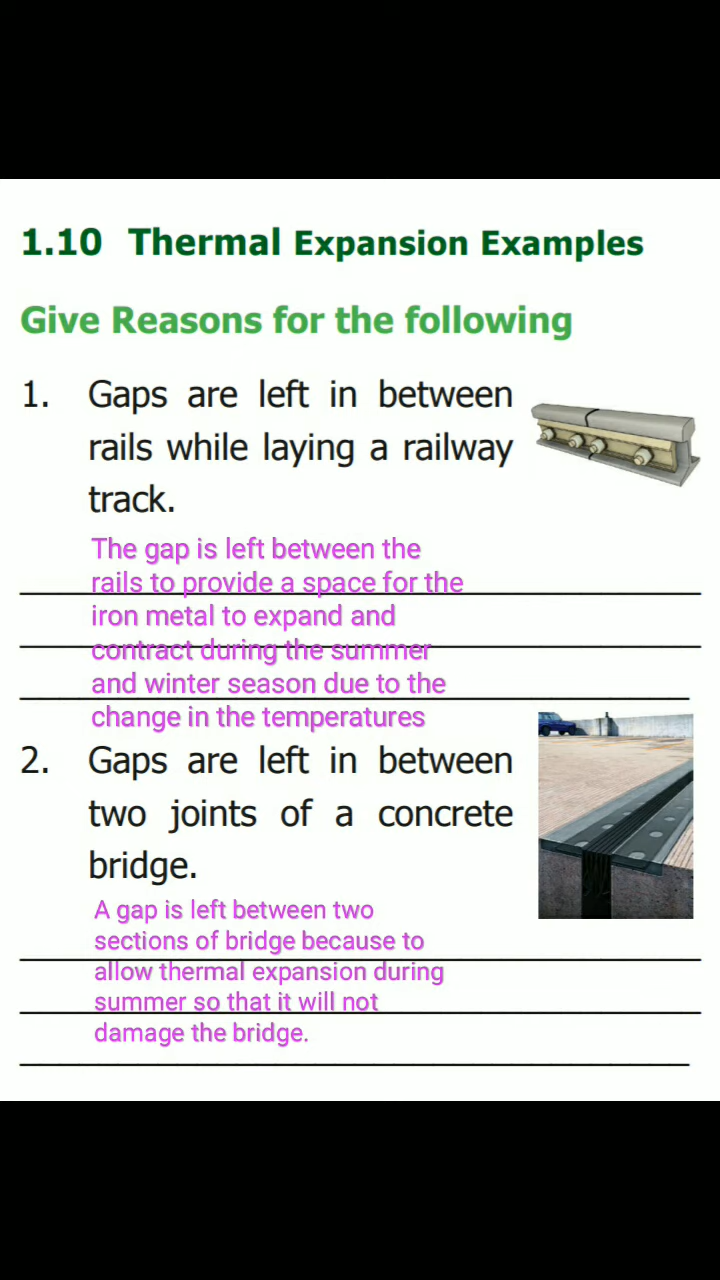 1.10 Thermal Expansion Examples
Give Reasons for the following
1. Gaps are left in between
rails while laying a railway
track.
The gap is left between the
rails to provide a space for the
iron metal to expand and
contract during the summer
and winter season due to the
change in the temperatures
2. Gaps are left in between
two joints of a concrete
bridge.
A gap is left between two
sections of bridge because to
allow thermal expansion during
summer so that it will not
damage the bridge.